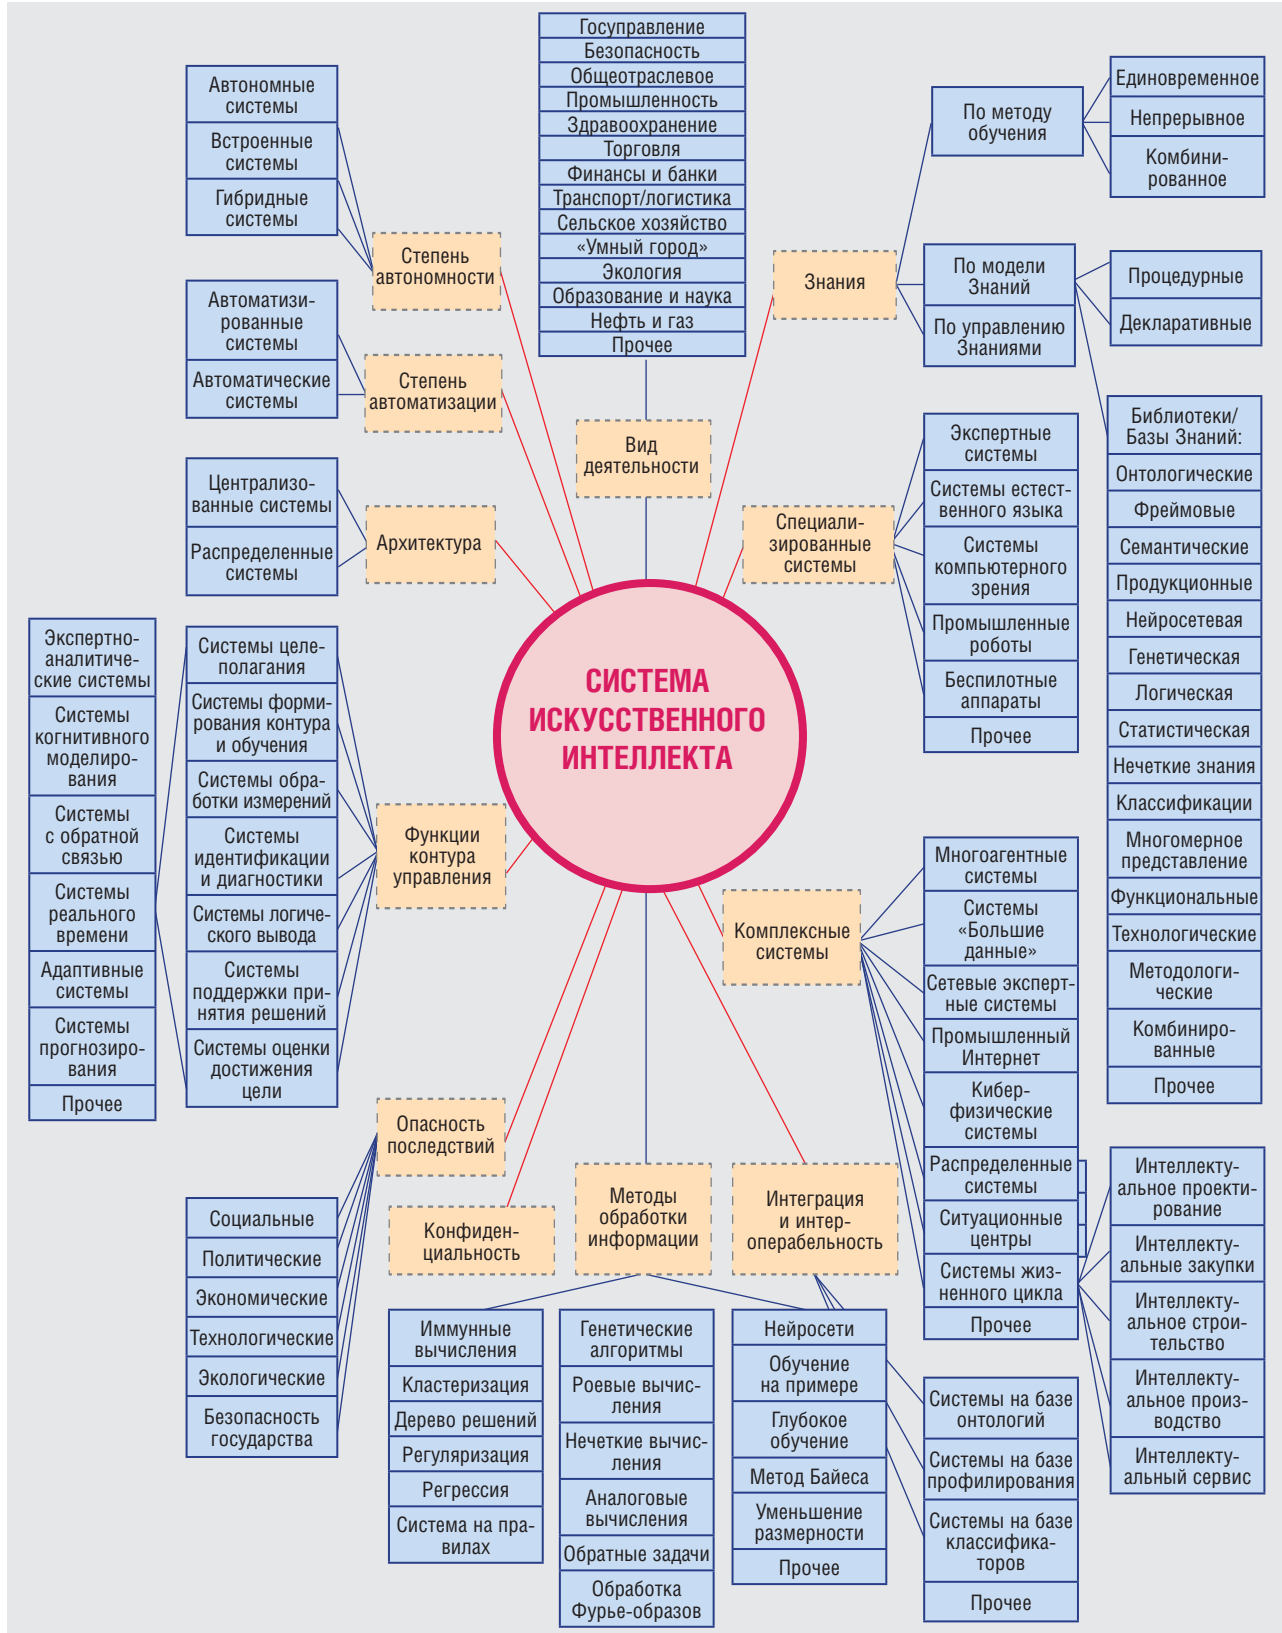 Госуправление
Безопасность
Общеотраслевое
Промышленность
Здравоохранение
Торговля
Финансы и банки
Транспорт/логистика
Сельское хозяйство
«Умный город»
Экология
Образование и наука
Нефть и газ
Прочее
Вид
деятельности
Автономные
системы
Встроенные
системы
Гибридные
системы
Степень
автономности
Автоматизи-
рованные
системы
Автоматические
системы
Степень
автоматизации
Централизо-
ванные системы
Распределенные
системы
Архитектура
СИСТЕМА
ИСКУССТВЕННОГО
ИНТЕЛЛЕКТА
Знания
По методу
обучения
Единовременное
Непрерывное
Комбини-
рованное
По модели
Знаний
По управлению
Знаниями
Процедурные
Декларативные
Библиотеки/
Базы Знаний:
Онтологические
Фреймовые
Семантические
Продукционные
Нейросетевая
Генетическая
Логическая
Статистическая
Нечеткие знания
Классификации
Многомерное
представление
Функциональные
Технологические
Методологи-
ческие
Комбиниро-
ванные
Прочее
Специали-
зированные
системы
Экспертные
системы
Системы естест-
венного языка
Системы
компьютерного
зрения
Промышленные
роботы
Беспилотные
аппараты
Прочее
Экспертно-
аналитиче-
ские системы
Системы
когнитивного
моделиро-
вания
Системы
с обратной
связью
Системы
реального
времени
Адаптивные
системы
Системы
прогнозиро-
вания
Прочее
Системы целе-
полагания
Системы форми-
рования контура
и обучения
Системы обра-
ботки измерений
Системы
идентификации
и диагностики
Системы логиче-
ского вывода
Системы
поддержки при-
нятия решений
Системы оценки
достижения
цели
Функции
контура
управления
Комплексные
системы
Многоагентные
системы
Системы
«Большие
данные»
Сетевые эксперт-
ные системы
Промышленный
Интернет
Кибер-
физические
системы
Распределенные
системы
Ситуационные
центры
Системы жиз-
ненного цикла
Прочее
Интеллекту-
альное проекти-
рование
Интеллекту-
альные закупки
Интеллекту-
альное строи-
тельство
Интеллекту-
альное произ-
водство
Интеллекту-
альный сервис
Опасность
последствий
Социальные
Политические
Экономические
Технологические
Экологические
Безопасность
государства
Конфиден-
циальность
Методы
обработки
информации
Интеграция
и интер-
операбельность
Иммунные
вычисления
Кластеризация
Дерево решений
Регуляризация
Регрессия
Система на пра-
вилах
Генетические
алгоритмы
Роевые вычис-
ления
Нечеткие вычис-
ления
Аналоговые
вычисления
Обратные задачи
Обработка
Фурье-образов
Нейросети
Обучение
на примере
Глубокое
обучение
Метод Байеса
Уменьшение
размерности
Прочее
Системы на базе
онтологий
Системы на базе
профилирования
Системы на базе
классифика-
торов
Прочее